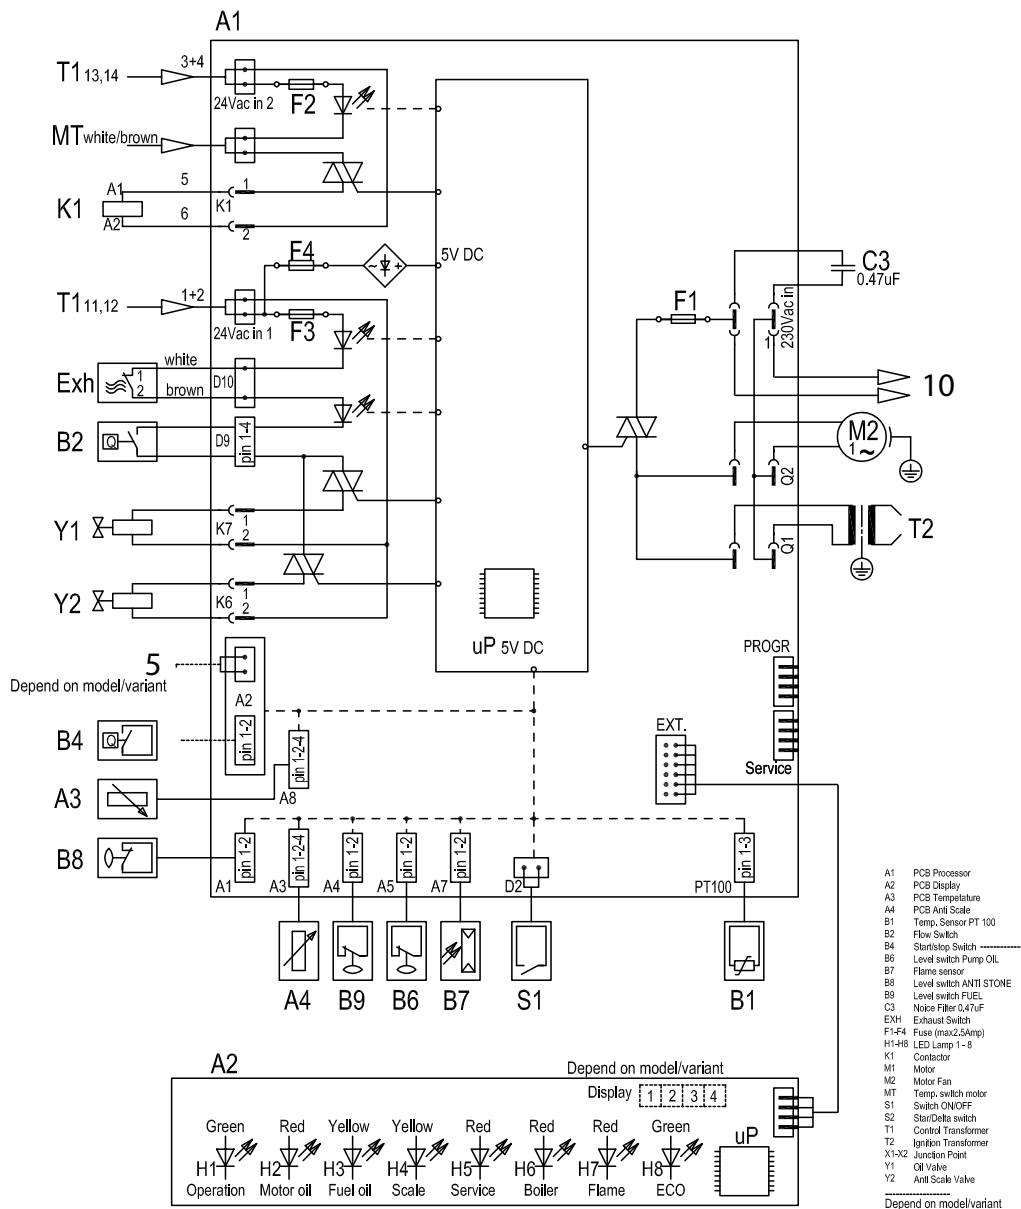 A1
T1 13,14
3+4
24Vac in 2
F2
MT white/brown
K1
A1
A2
5
6
K1
1
2
F4
5V DC
T1 11,12
1+2
24Vac in 1
F3
F1
1
230Vac in
C3
0.47uF
10
Exh
1
2
white
brown
D10
B2
Q
D9
pin 1-4
M2
1~
Q2
Y1
K7
1
2
T2
Q1
Y2
K6
1
2
uP 5V DC
5
Depend on model/variant
A2
pin 1-2
B4
Q
PROGR
Service
EXT.
A3
pin 1-2-4
A8
B8
pin 1-2
pin 1-2-4
pin 1-2
pin 1-2
pin 1-2
pin 1-3
A1
A3
A4
A5
A7
D2
PT100
A4
B9
B6
B7
S1
B1
A1 PCB Processor
A2 PCB Display
A3 PCB Tempetature
A4 PCB Anti Scale
B1 Temp. Sensor PT 100
B2 Flow Switch
B4 Start/stop Switch ------------
B6 Level switch Pump OIL
B7 Flame sensor
B8 Level switch ANTI STONE
B9 Level switch FUEL
C3 Noice Filter 0,47uF
EXH Exhaust Switch
F1-F4 Fuse (max2.5Amp)
H1-H8 LED Lamp 1 - 8
K1 Contactor
M1 Motor
M2 Motor Fan
MT Temp. switch motor
S1 Switch ON/OFF
S2 Star/Delta switch
T1 Control Transformer
T2 Ignition Transformer
X1-X2 Junction Point
Y1 Oil Valve
Y2 Anti Scale Valve
--------------------
Depend on model/variant
A2
Depend on model/variant
Display 1 2 3 4
Green Red Yellow Yellow Red Red Red Green
uP
H1 H2 H3 H4 H5 H6 H7 H8
Operation Motor oil Fuel oil Scale Service Boiler Flame ECO